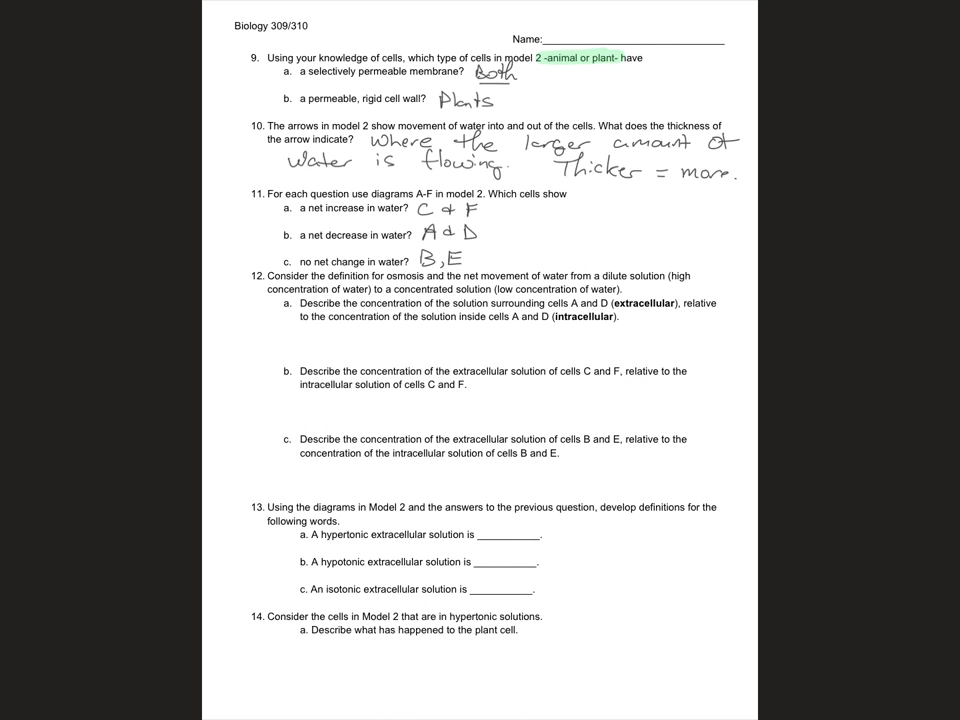 Biology 309/310
Name:
9. Using your knowledge of cells, which type of cells in model 2 -animal or plant- have
a. a selectively permeable membrane? Both
b. a permeable, rigid cell wall? Plants
10. The arrows in model 2 show movement of water into and out of the cells. What does the thickness of
the arrow indicate? Where the larger amount of
water is flowing. Thicker = more.
11. For each question use diagrams A-F in model 2. Which cells show
a. a net increase in water? C & F
b. a net decrease in water? A & D
c. no net change in water? B, E
12. Consider the definition for osmosis and the net movement of water from a dilute solution (high
concentration of water) to a concentrated solution (low concentration of water).
a. Describe the concentration of the solution surrounding cells A and D (extracellular), relative
to the concentration of the solution inside cells A and D (intracellular).
b. Describe the concentration of the extracellular solution of cells C and F, relative to the
intracellular solution of cells C and F.
c. Describe the concentration of the extracellular solution of cells B and E, relative to the
concentration of the intracellular solution of cells B and E.
13. Using the diagrams in Model 2 and the answers to the previous question, develop definitions for the
following words.
a. A hypertonic extracellular solution is ___________.
b. A hypotonic extracellular solution is ___________.
c. An isotonic extracellular solution is ___________.
14. Consider the cells in Model 2 that are in hypertonic solutions.
a. Describe what has happened to the plant cell.